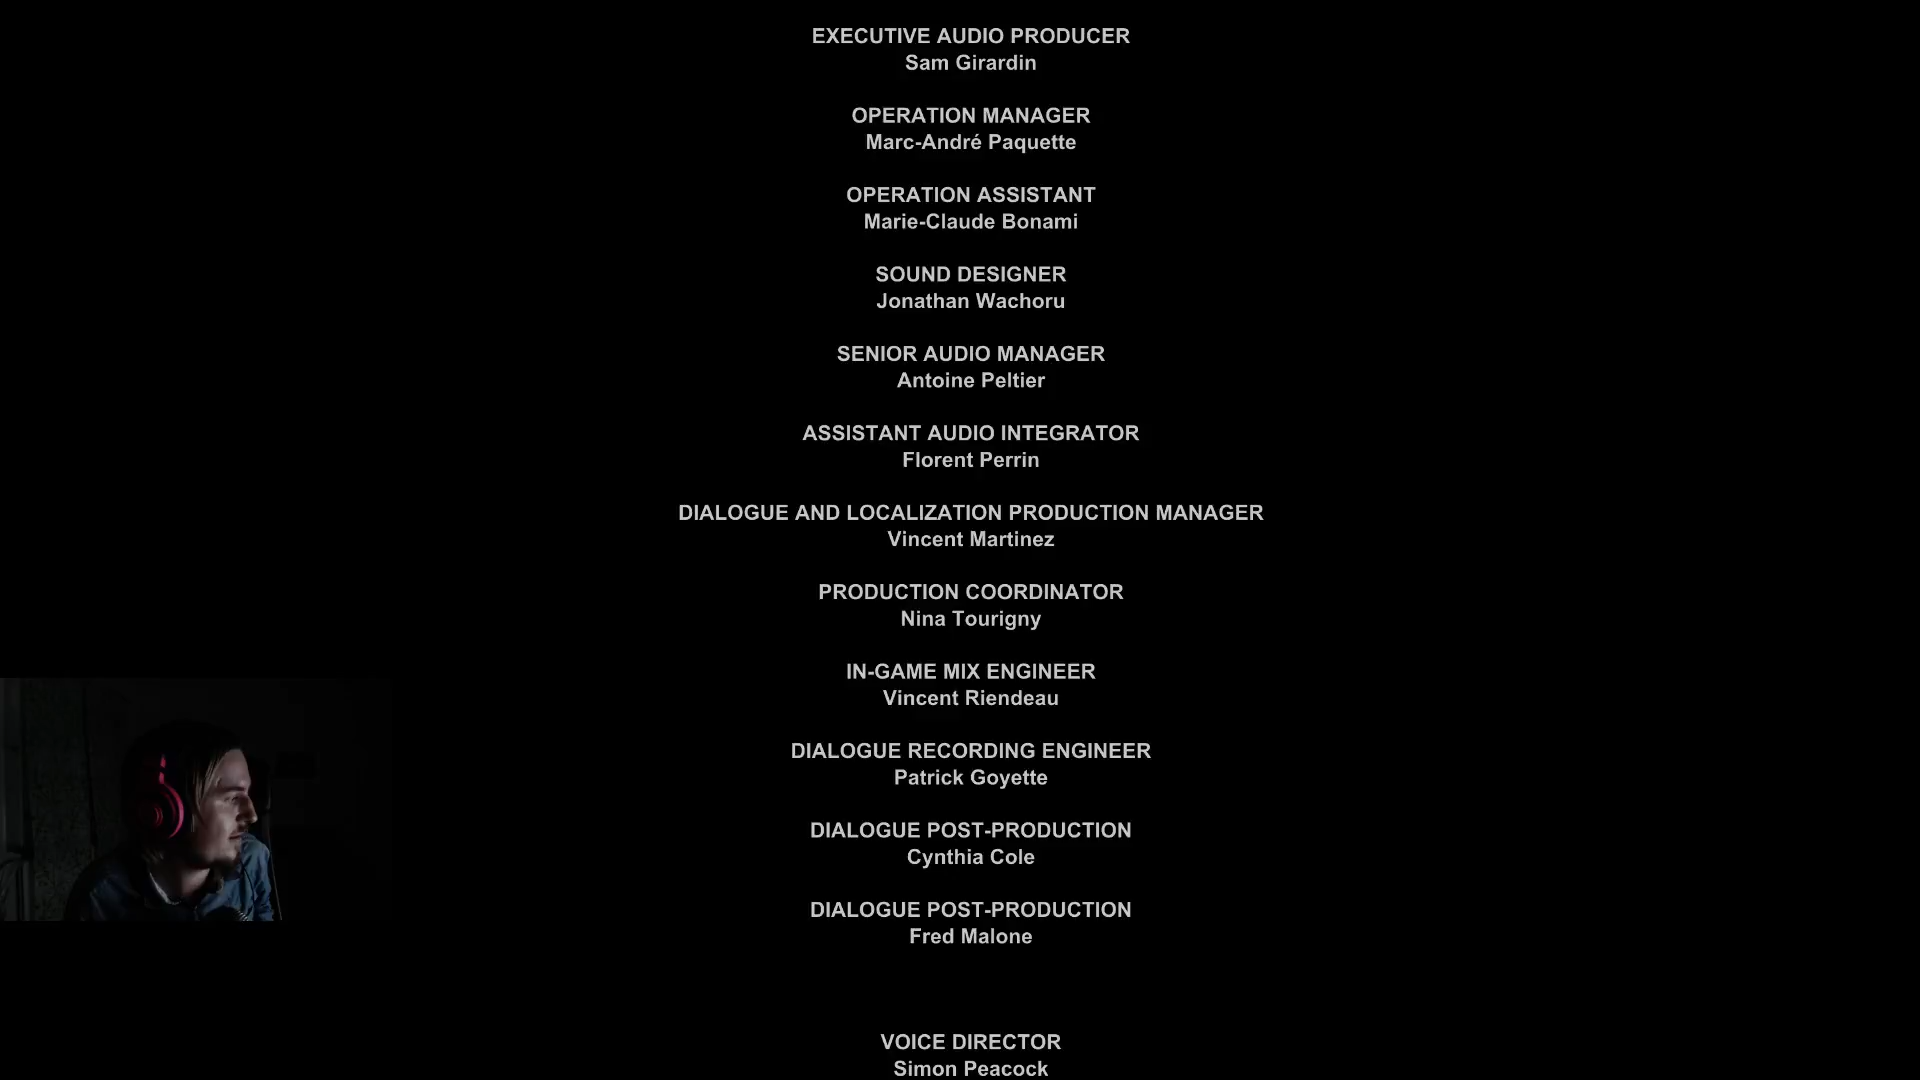 EXECUTIVE AUDIO PRODUCER
Sam Girardin
OPERATION MANAGER
Marc-André Paquette
OPERATION ASSISTANT
Marie-Claude Bonami
SOUND DESIGNER
Jonathan Wachoru
SENIOR AUDIO MANAGER
Antoine Peltier
ASSISTANT AUDIO INTEGRATOR
Florent Perrin
DIALOGUE AND LOCALIZATION PRODUCTION MANAGER
Vincent Martinez
PRODUCTION COORDINATOR
Nina Tourigny
IN-GAME MIX ENGINEER
Vincent Riendeau
DIALOGUE RECORDING ENGINEER
Patrick Goyette
DIALOGUE POST-PRODUCTION
Cynthia Cole
DIALOGUE POST-PRODUCTION
Fred Malone
VOICE DIRECTOR
Simon Peacock